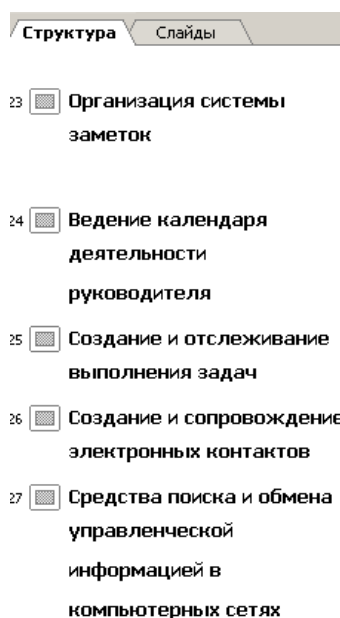 Структура Слайды
23 Организация системы
заметок
24 Ведение календаря
деятельности
руководителя
25 Создание и отслеживание
выполнения задач
26 Создание и сопровождение
электронных контактов
27 Средства поиска и обмена
управленческой
информацией в
компьютерных сетях